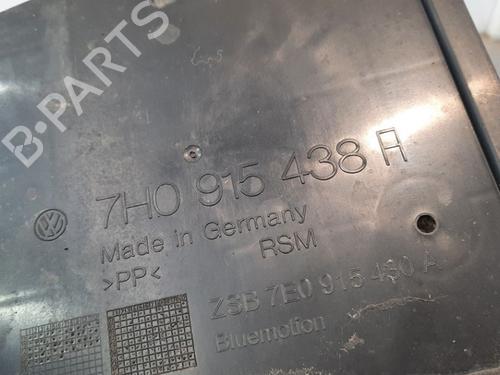 B-PARTS
7H0 915 438 A
Made in Germany
RSM
>PP<
ZSB 7E0 915 430 A
Bluemotion